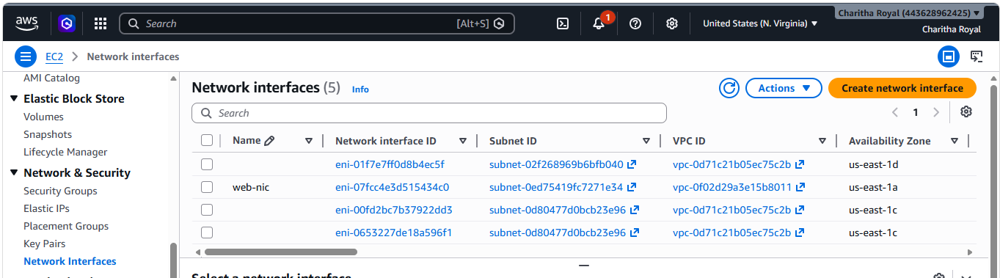 aws
Search [Alt+S]
1
United States (N. Virginia) ▼
Charitha Royal (443628962425) ▼
Charitha Royal
EC2 > Network interfaces
AMI Catalog
Elastic Block Store
Volumes
Snapshots
Lifecycle Manager
Network & Security
Security Groups
Elastic IPs
Placement Groups
Key Pairs
Network Interfaces
Network interfaces (5) Info
Actions ▼
Create network interface
Search
< 1 >
Name Network interface ID Subnet ID VPC ID Availability Zone
eni-01f7e7ff0d8b4ec5f subnet-02f268969b6bfb040 vpc-0d71c21b05ec75c2b us-east-1d
web-nic eni-07fcc4e3d515434c0 subnet-0ed75419fc7271e34 vpc-0f02d29a3e15b8011 us-east-1a
eni-00fd2bc7b37922dd3 subnet-0d80477d0bcb23e96 vpc-0d71c21b05ec75c2b us-east-1c
eni-0653227de18a596f1 subnet-0d80477d0bcb23e96 vpc-0d71c21b05ec75c2b us-east-1c
Select a network interface